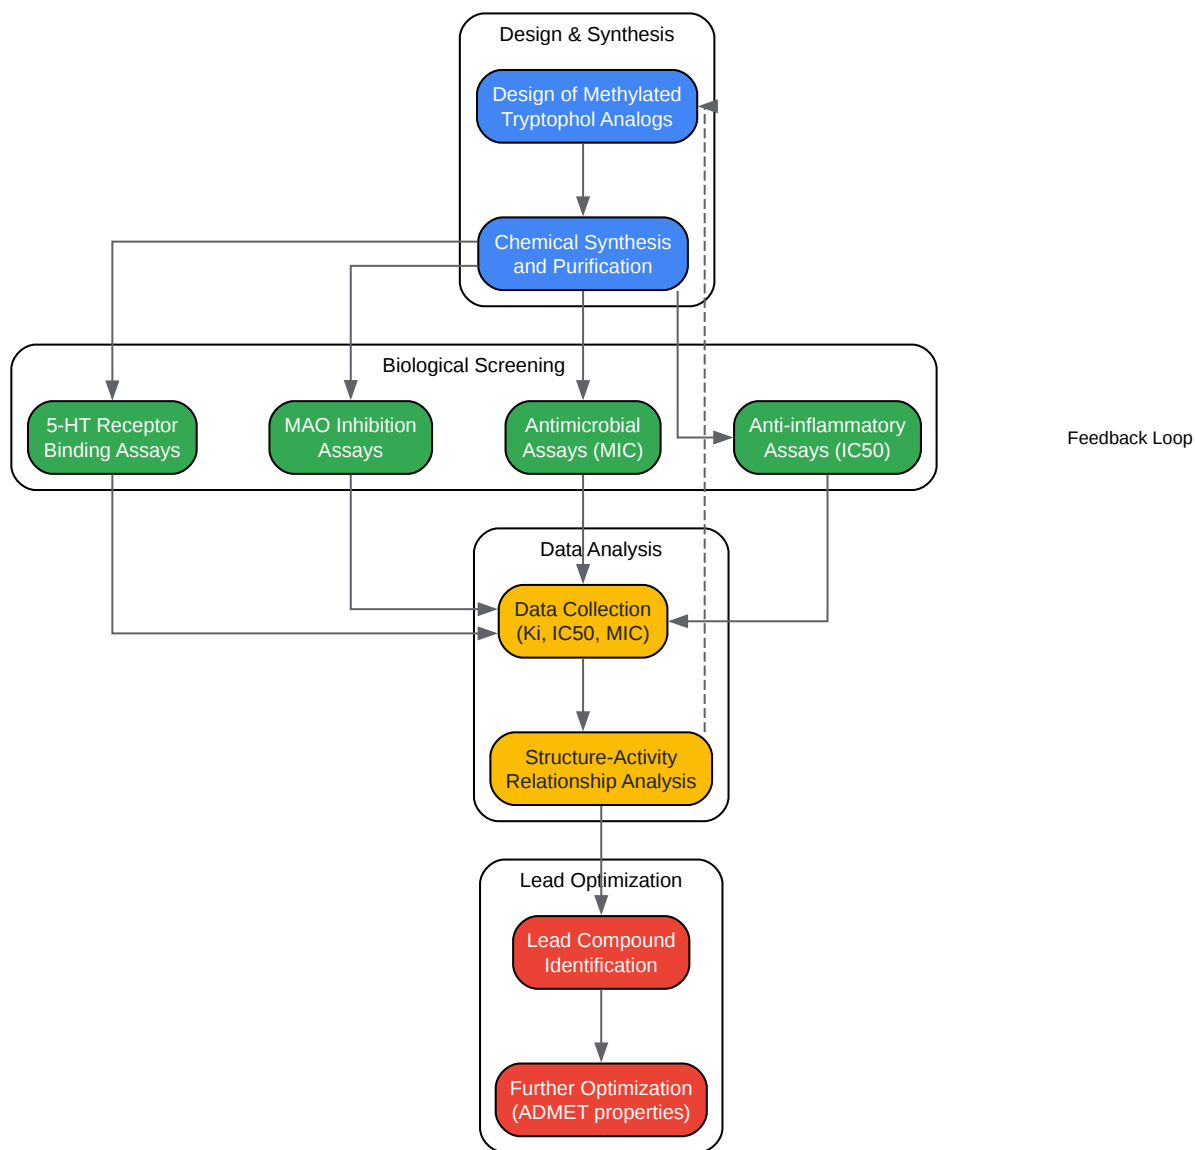 Design & Synthesis
Design of Methylated
Tryptophol Analogs
Chemical Synthesis
and Purification
Biological Screening
5-HT Receptor
Binding Assays
MAO Inhibition
Assays
Antimicrobial
Assays (MIC)
Anti-inflammatory
Assays (IC50)
Feedback Loop
Data Analysis
Data Collection
(Ki, IC50, MIC)
Structure-Activity
Relationship Analysis
Lead Optimization
Lead Compound
Identification
Further Optimization
(ADMET properties)